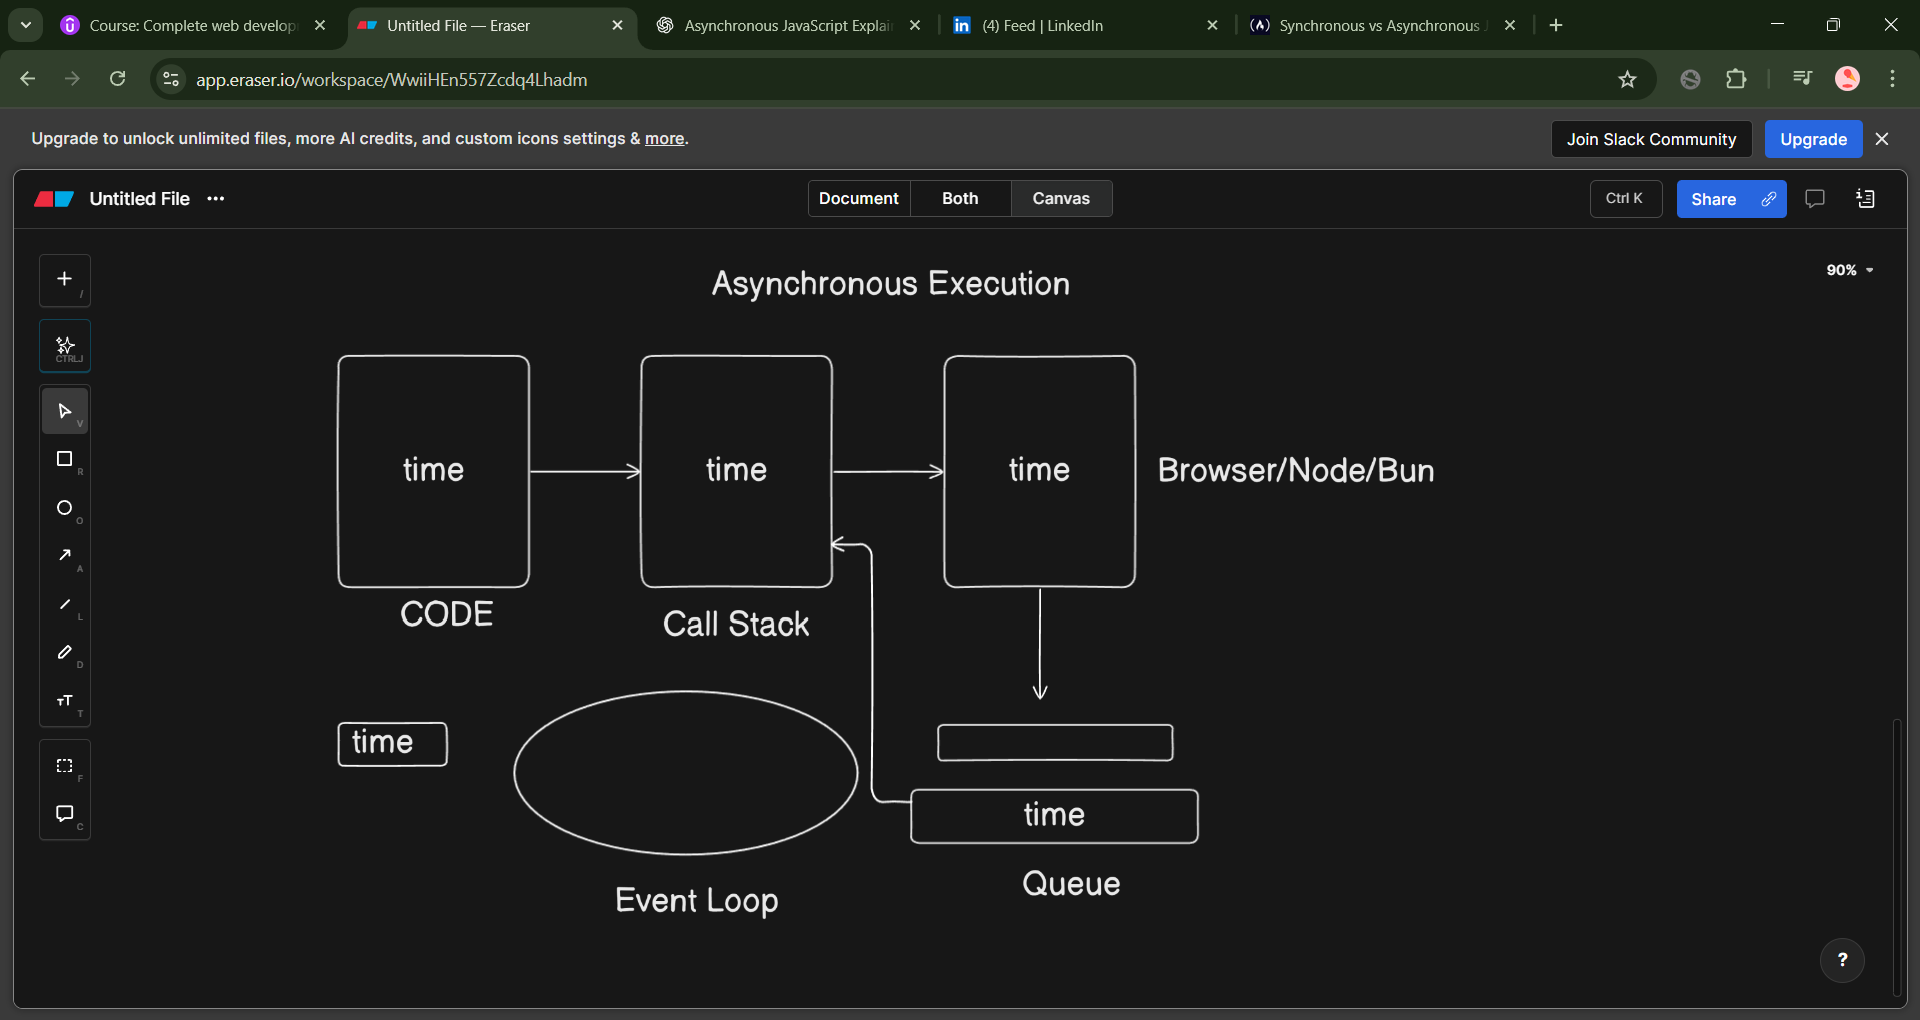 Course: Complete web develop
Untitled File — Eraser
Asynchronous JavaScript Explai
(4) Feed | LinkedIn
Synchronous vs Asynchronous
app.eraser.io/workspace/WwiiHEn557Zcdq4Lhadm
Upgrade to unlock unlimited files, more AI credits, and custom icons settings & more.
Join Slack Community
Upgrade
Untitled File
Document
Both
Canvas
Ctrl K
Share
90%
/
CTRLJ
V
R
O
A
L
D
T
F
C
Asynchronous Execution
time
time
time
Browser/Node/Bun
CODE
Call Stack
time
time
Event Loop
Queue
?